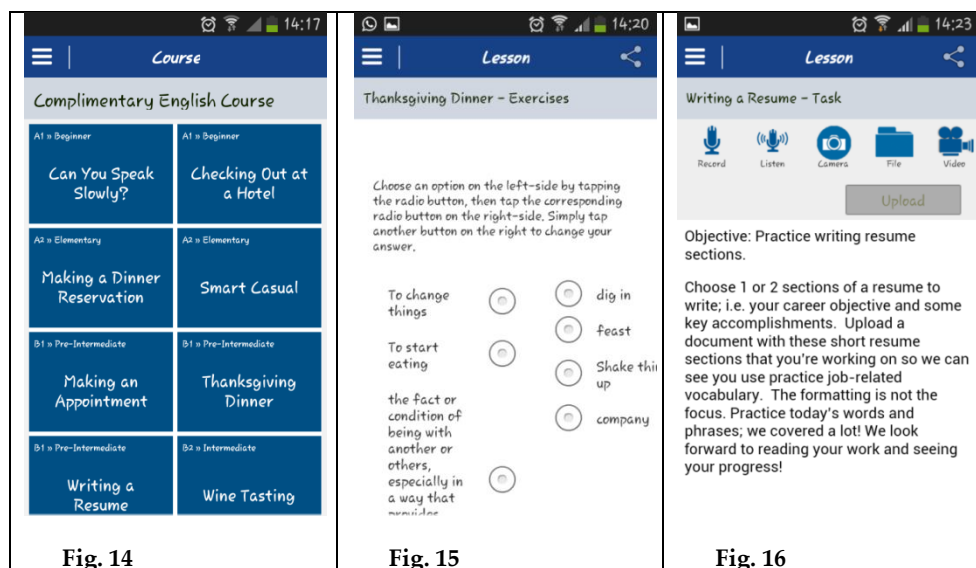 14:17
Course
Complimentary English Course
A1 » Beginner
Can You Speak
Slowly?
A1 » Beginner
Checking Out at
a Hotel
A2 » Elementary
Making a Dinner
Reservation
A2 » Elementary
Smart Casual
B1 » Pre-Intermediate
Making an
Appointment
B1 » Pre-Intermediate
Thanksgiving
Dinner
B1 » Pre-Intermediate
Writing a
Resume
B2 » Intermediate
Wine Tasting
Fig. 14
14:20
Lesson
Thanksgiving Dinner - Exercises
Choose an option on the left-side by tapping
the radio button, then tap the corresponding
radio button on the right-side. Simply tap
another button on the right to change your
answer.
To change
things
To start
eating
the fact or
condition of
being with
another or
others,
especially in
a way that
provides
dig in
feast
Shake thi
up
company
Fig. 15
14:23
Lesson
Writing a Resume - Task
Record
Listen
Camera
File
Video
Upload
Objective: Practice writing resume
sections.
Choose 1 or 2 sections of a resume to
write; i.e. your career objective and some
key accomplishments. Upload a
document with these short resume
sections that you're working on so we can
see you use practice job-related
vocabulary. The formatting is not the
focus. Practice today's words and
phrases; we covered a lot! We look
forward to reading your work and seeing
your progress!
Fig. 16